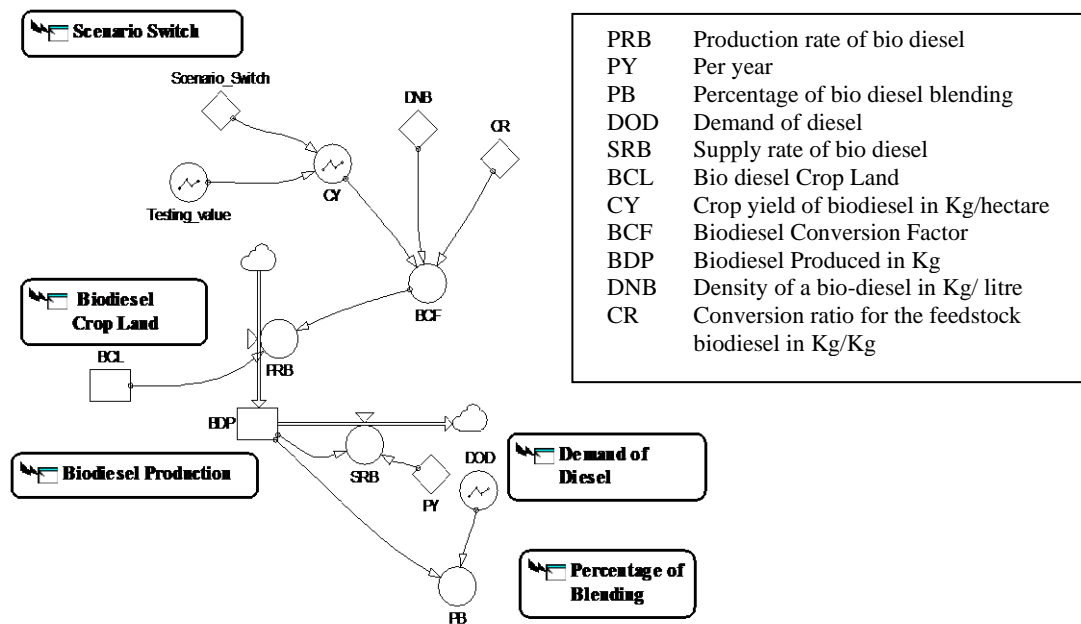 Scenario Switch
Scenario_Switch
DNB
CR
CY
Testing_value
BCF
Biodiesel
Crop Land
BCL
PRB
BDP
SRB
PY
DOD
Biodiesel Production
Demand of
Diesel
PB
Percentage of
Blending
PRB Production rate of bio diesel
PY Per year
PB Percentage of bio diesel blending
DOD Demand of diesel
SRB Supply rate of bio diesel
BCL Bio diesel Crop Land
CY Crop yield of biodiesel in Kg/hectare
BCF Biodiesel Conversion Factor
BDP Biodiesel Produced in Kg
DNB Density of a bio-diesel in Kg/ litre
CR Conversion ratio for the feedstock
biodiesel in Kg/Kg